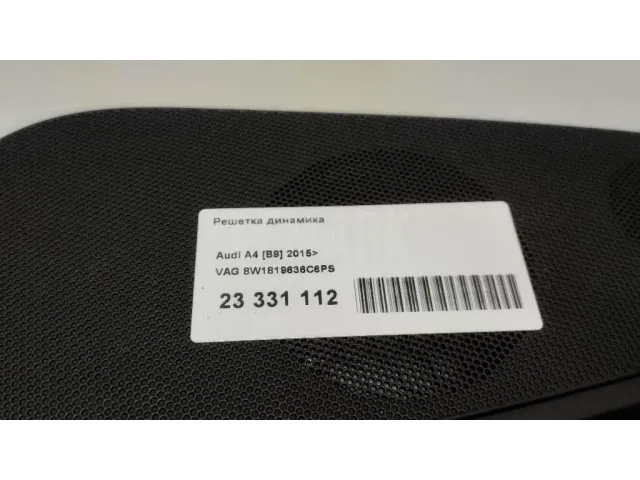 Решетка динамика
Audi A4 [B9] 2015>
VAG 8W1819636C6PS
23 331 112